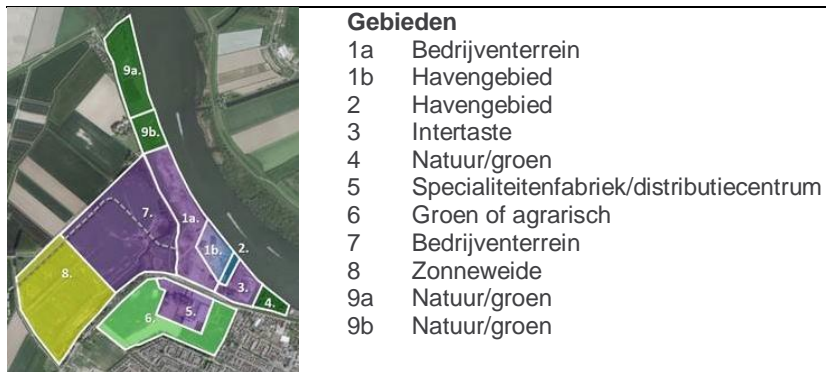 Gebieden
1a Bedrijventerrein
1b Havengebied
2 Havengebied
3 Intertaste
4 Natuur/groen
5 Specialiteitenfabriek/distributiecentrum
6 Groen of agrarisch
7 Bedrijventerrein
8 Zonneweide
9a Natuur/groen
9b Natuur/groen
9a.
9b.
7.
1a.
1b.
2.
8.
3.
4.
5.
6.